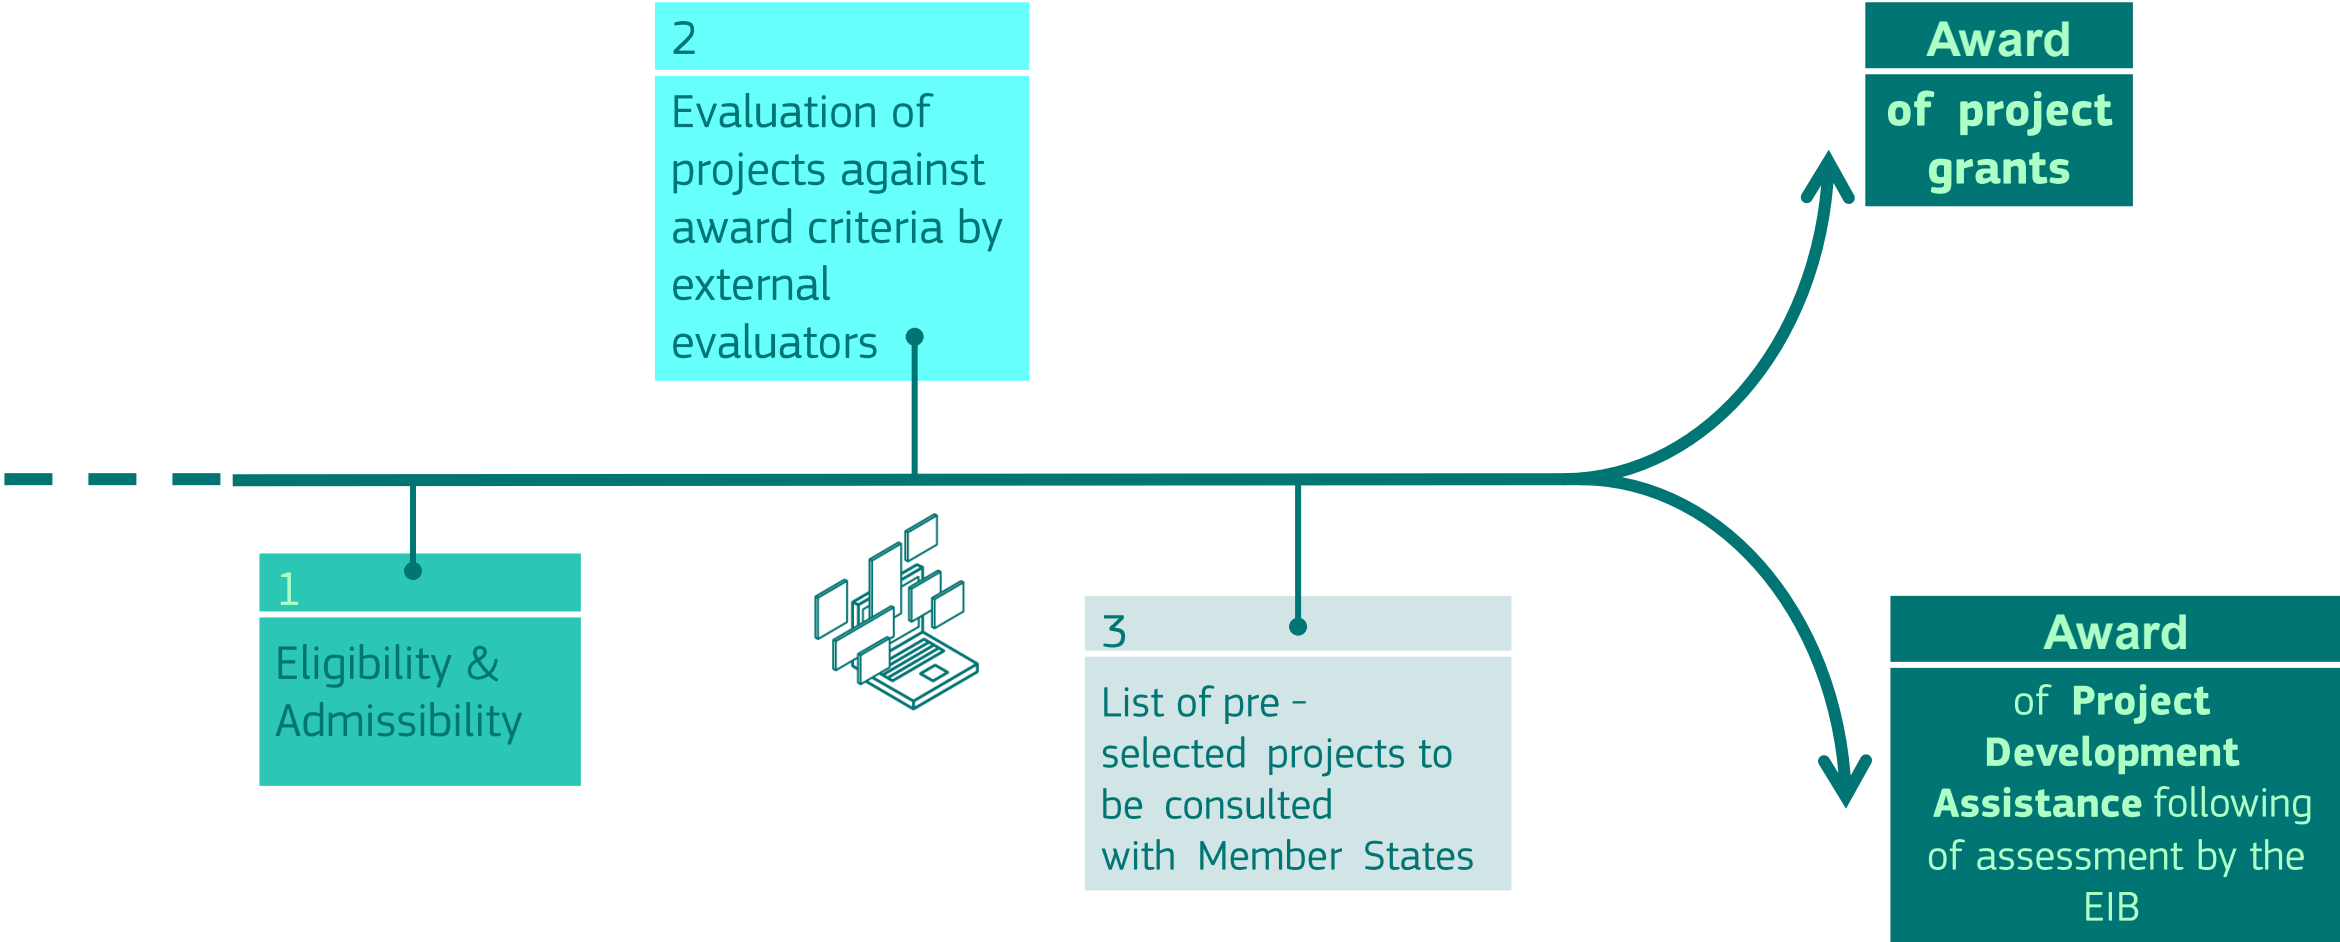 1
Eligibility &
Admissibility
2
Evaluation of
projects against
award criteria by
external
evaluators
3
List of pre -
selected projects to
be consulted
with Member States
Award
of project
grants
Award
of Project
Development
Assistance following
of assessment by the
EIB